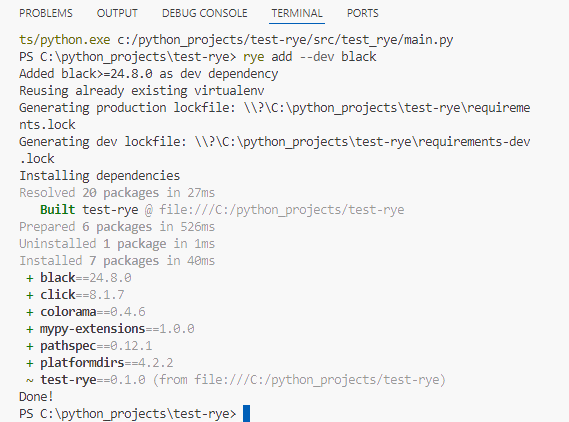 PROBLEMS OUTPUT DEBUG CONSOLE TERMINAL PORTS
ts/python.exe c:/python_projects/test-rye/src/test_rye/main.py
PS C:\python_projects\test-rye> rye add --dev black
Added black>=24.8.0 as dev dependency
Reusing already existing virtualenv
Generating production lockfile: \\?\C:\python_projects\test-rye\requireme
nts.lock
Generating dev lockfile: \\?\C:\python_projects\test-rye\requirements-dev
.lock
Installing dependencies
Resolved 20 packages in 27ms
   Built test-rye @ file:///C:/python_projects/test-rye
Prepared 6 packages in 526ms
Uninstalled 1 package in 1ms
Installed 7 packages in 40ms
 + black==24.8.0
 + click==8.1.7
 + colorama==0.4.6
 + mypy-extensions==1.0.0
 + pathspec==0.12.1
 + platformdirs==4.2.2
 ~ test-rye==0.1.0 (from file:///C:/python_projects/test-rye)
Done!
PS C:\python_projects\test-rye>